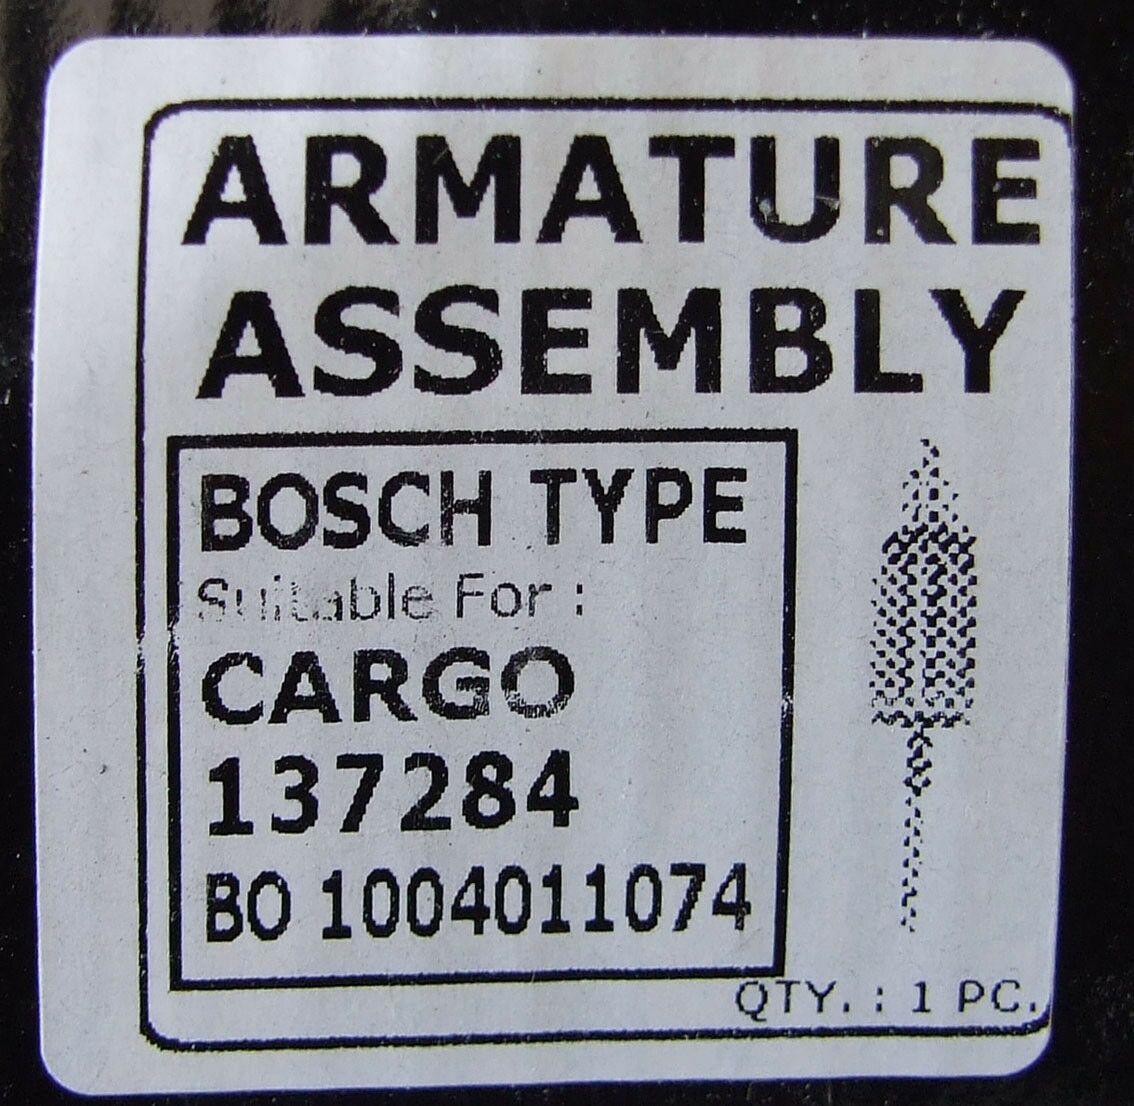 ARMATURE
ASSEMBLY
BOSCH TYPE
Suitable For :
CARGO
137284
BO 1004011074
QTY. : 1 PC.